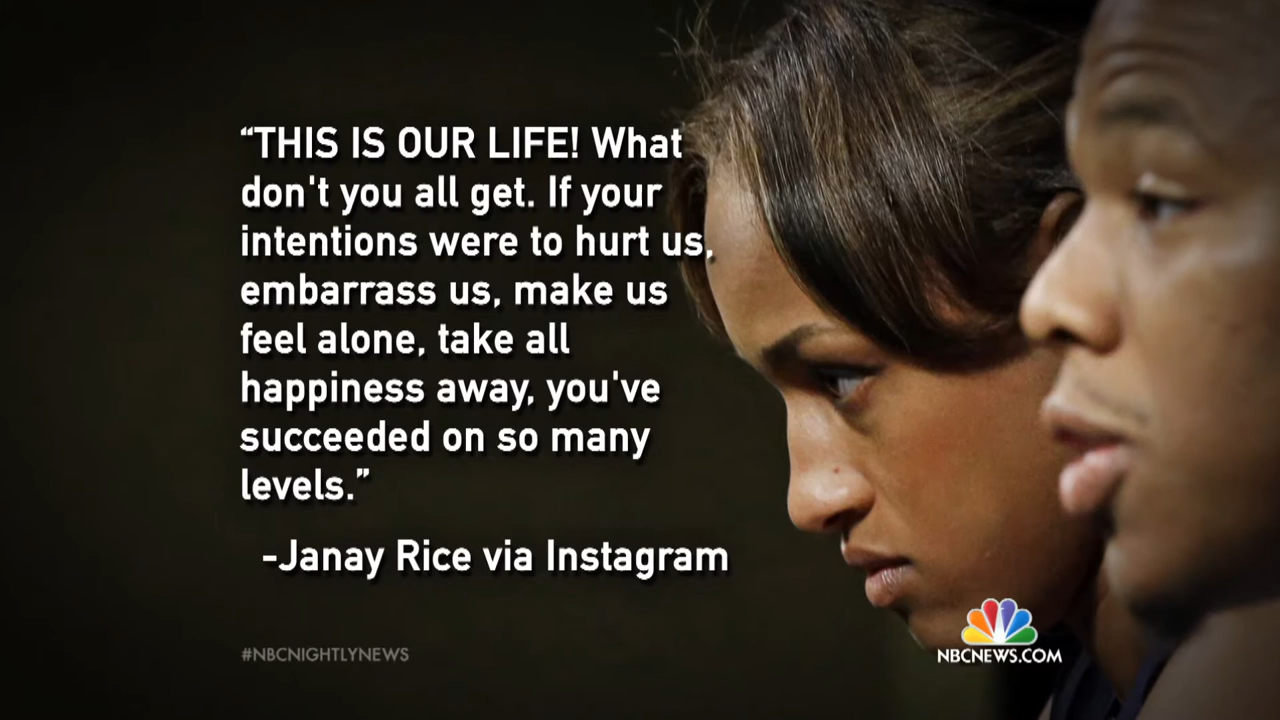 “THIS IS OUR LIFE! What
don't you all get. If your
intentions were to hurt us,
embarrass us, make us
feel alone, take all
happiness away, you've
succeeded on so many
levels.”
-Janay Rice via Instagram
#NBCNIGHTLYNEWS
NBCNEWS.COM